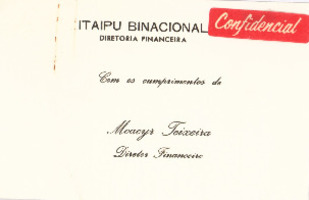 ITAIPU BINACIONAL
Confidencial
DIRETORIA FINANCEIRA
Com os cumprimentos de
Moacyr Teixeira
Diretor Financeiro